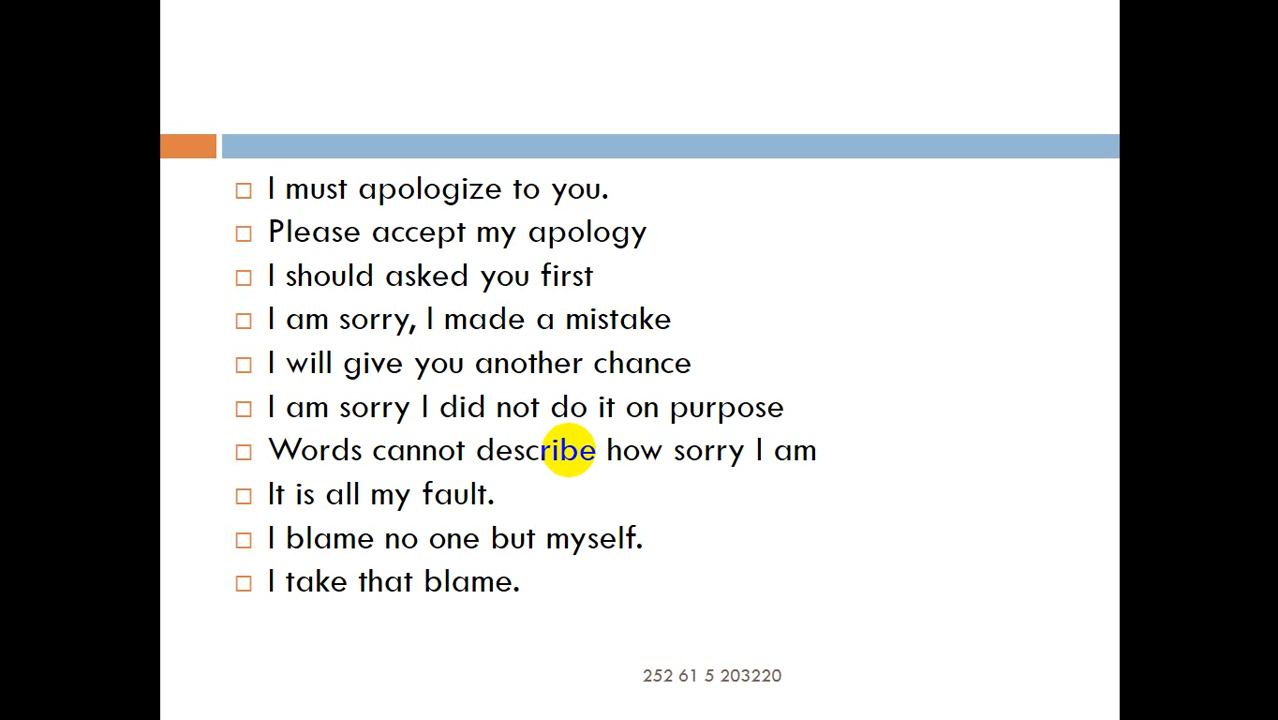 I must apologize to you.
Please accept my apology
I should asked you first
I am sorry, I made a mistake
I will give you another chance
I am sorry I did not do it on purpose
Words cannot describe how sorry I am
It is all my fault.
I blame no one but myself.
I take that blame.
252 61 5 203220